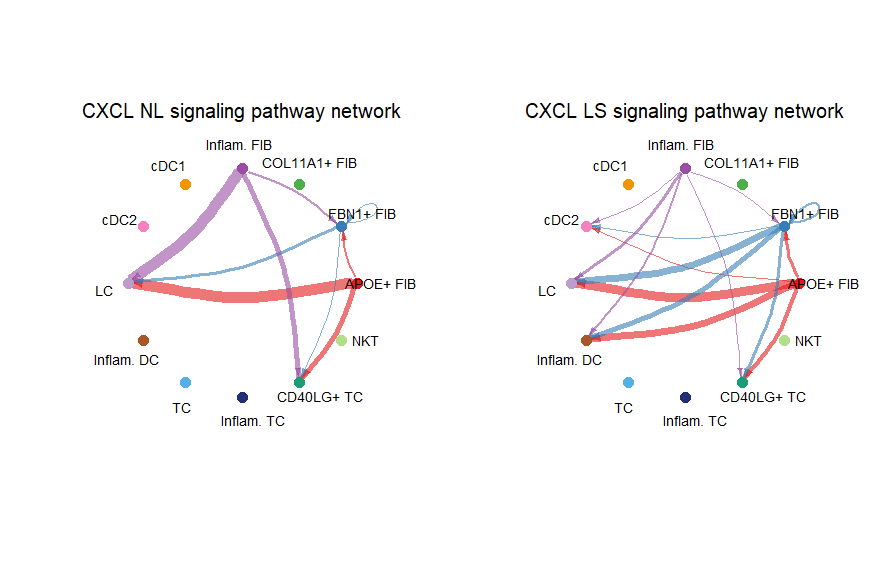 CXCL NL signaling pathway network
Inflam. FIB
COL11A1+ FIB
cDC1
FBN1+ FIB
cDC2
APOE+ FIB
LC
NKT
Inflam. DC
CD40LG+ TC
TC
Inflam. TC
CXCL LS signaling pathway network
Inflam. FIB
COL11A1+ FIB
cDC1
FBN1+ FIB
cDC2
APOE+ FIB
LC
NKT
Inflam. DC
CD40LG+ TC
TC
Inflam. TC